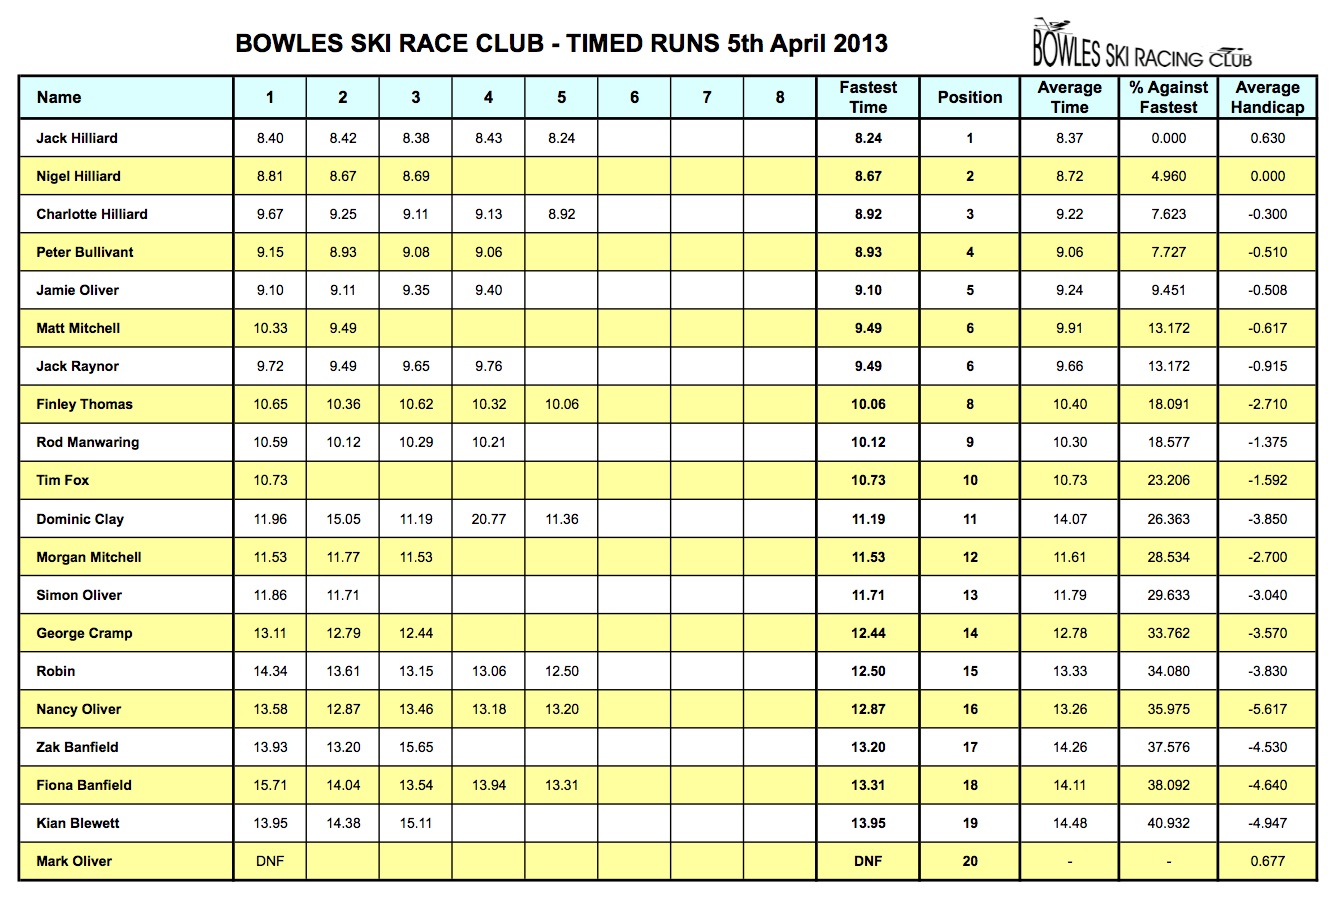 BOWLES SKI RACE CLUB - TIMED RUNS 5th April 2013
BOWLES SKI RACING CLUB
Name 1 2 3 4 5 6 7 8 Fastest Time Position Average Time % Against Fastest Average Handicap
Jack Hilliard 8.40 8.42 8.38 8.43 8.24 8.24 1 8.37 0.000 0.630
Nigel Hilliard 8.81 8.67 8.69 8.67 2 8.72 4.960 0.000
Charlotte Hilliard 9.67 9.25 9.11 9.13 8.92 8.92 3 9.22 7.623 -0.300
Peter Bullivant 9.15 8.93 9.08 9.06 8.93 4 9.06 7.727 -0.510
Jamie Oliver 9.10 9.11 9.35 9.40 9.10 5 9.24 9.451 -0.508
Matt Mitchell 10.33 9.49 9.49 6 9.91 13.172 -0.617
Jack Raynor 9.72 9.49 9.65 9.76 9.49 6 9.66 13.172 -0.915
Finley Thomas 10.65 10.36 10.62 10.32 10.06 10.06 8 10.40 18.091 -2.710
Rod Manwaring 10.59 10.12 10.29 10.21 10.12 9 10.30 18.577 -1.375
Tim Fox 10.73 10.73 10 10.73 23.206 -1.592
Dominic Clay 11.96 15.05 11.19 20.77 11.36 11.19 11 14.07 26.363 -3.850
Morgan Mitchell 11.53 11.77 11.53 11.53 12 11.61 28.534 -2.700
Simon Oliver 11.86 11.71 11.71 13 11.79 29.633 -3.040
George Cramp 13.11 12.79 12.44 12.44 14 12.78 33.762 -3.570
Robin 14.34 13.61 13.15 13.06 12.50 12.50 15 13.33 34.080 -3.830
Nancy Oliver 13.58 12.87 13.46 13.18 13.20 12.87 16 13.26 35.975 -5.617
Zak Banfield 13.93 13.20 15.65 13.20 17 14.26 37.576 -4.530
Fiona Banfield 15.71 14.04 13.54 13.94 13.31 13.31 18 14.11 38.092 -4.640
Kian Blewett 13.95 14.38 15.11 13.95 19 14.48 40.932 -4.947
Mark Oliver DNF DNF 20 - - 0.677